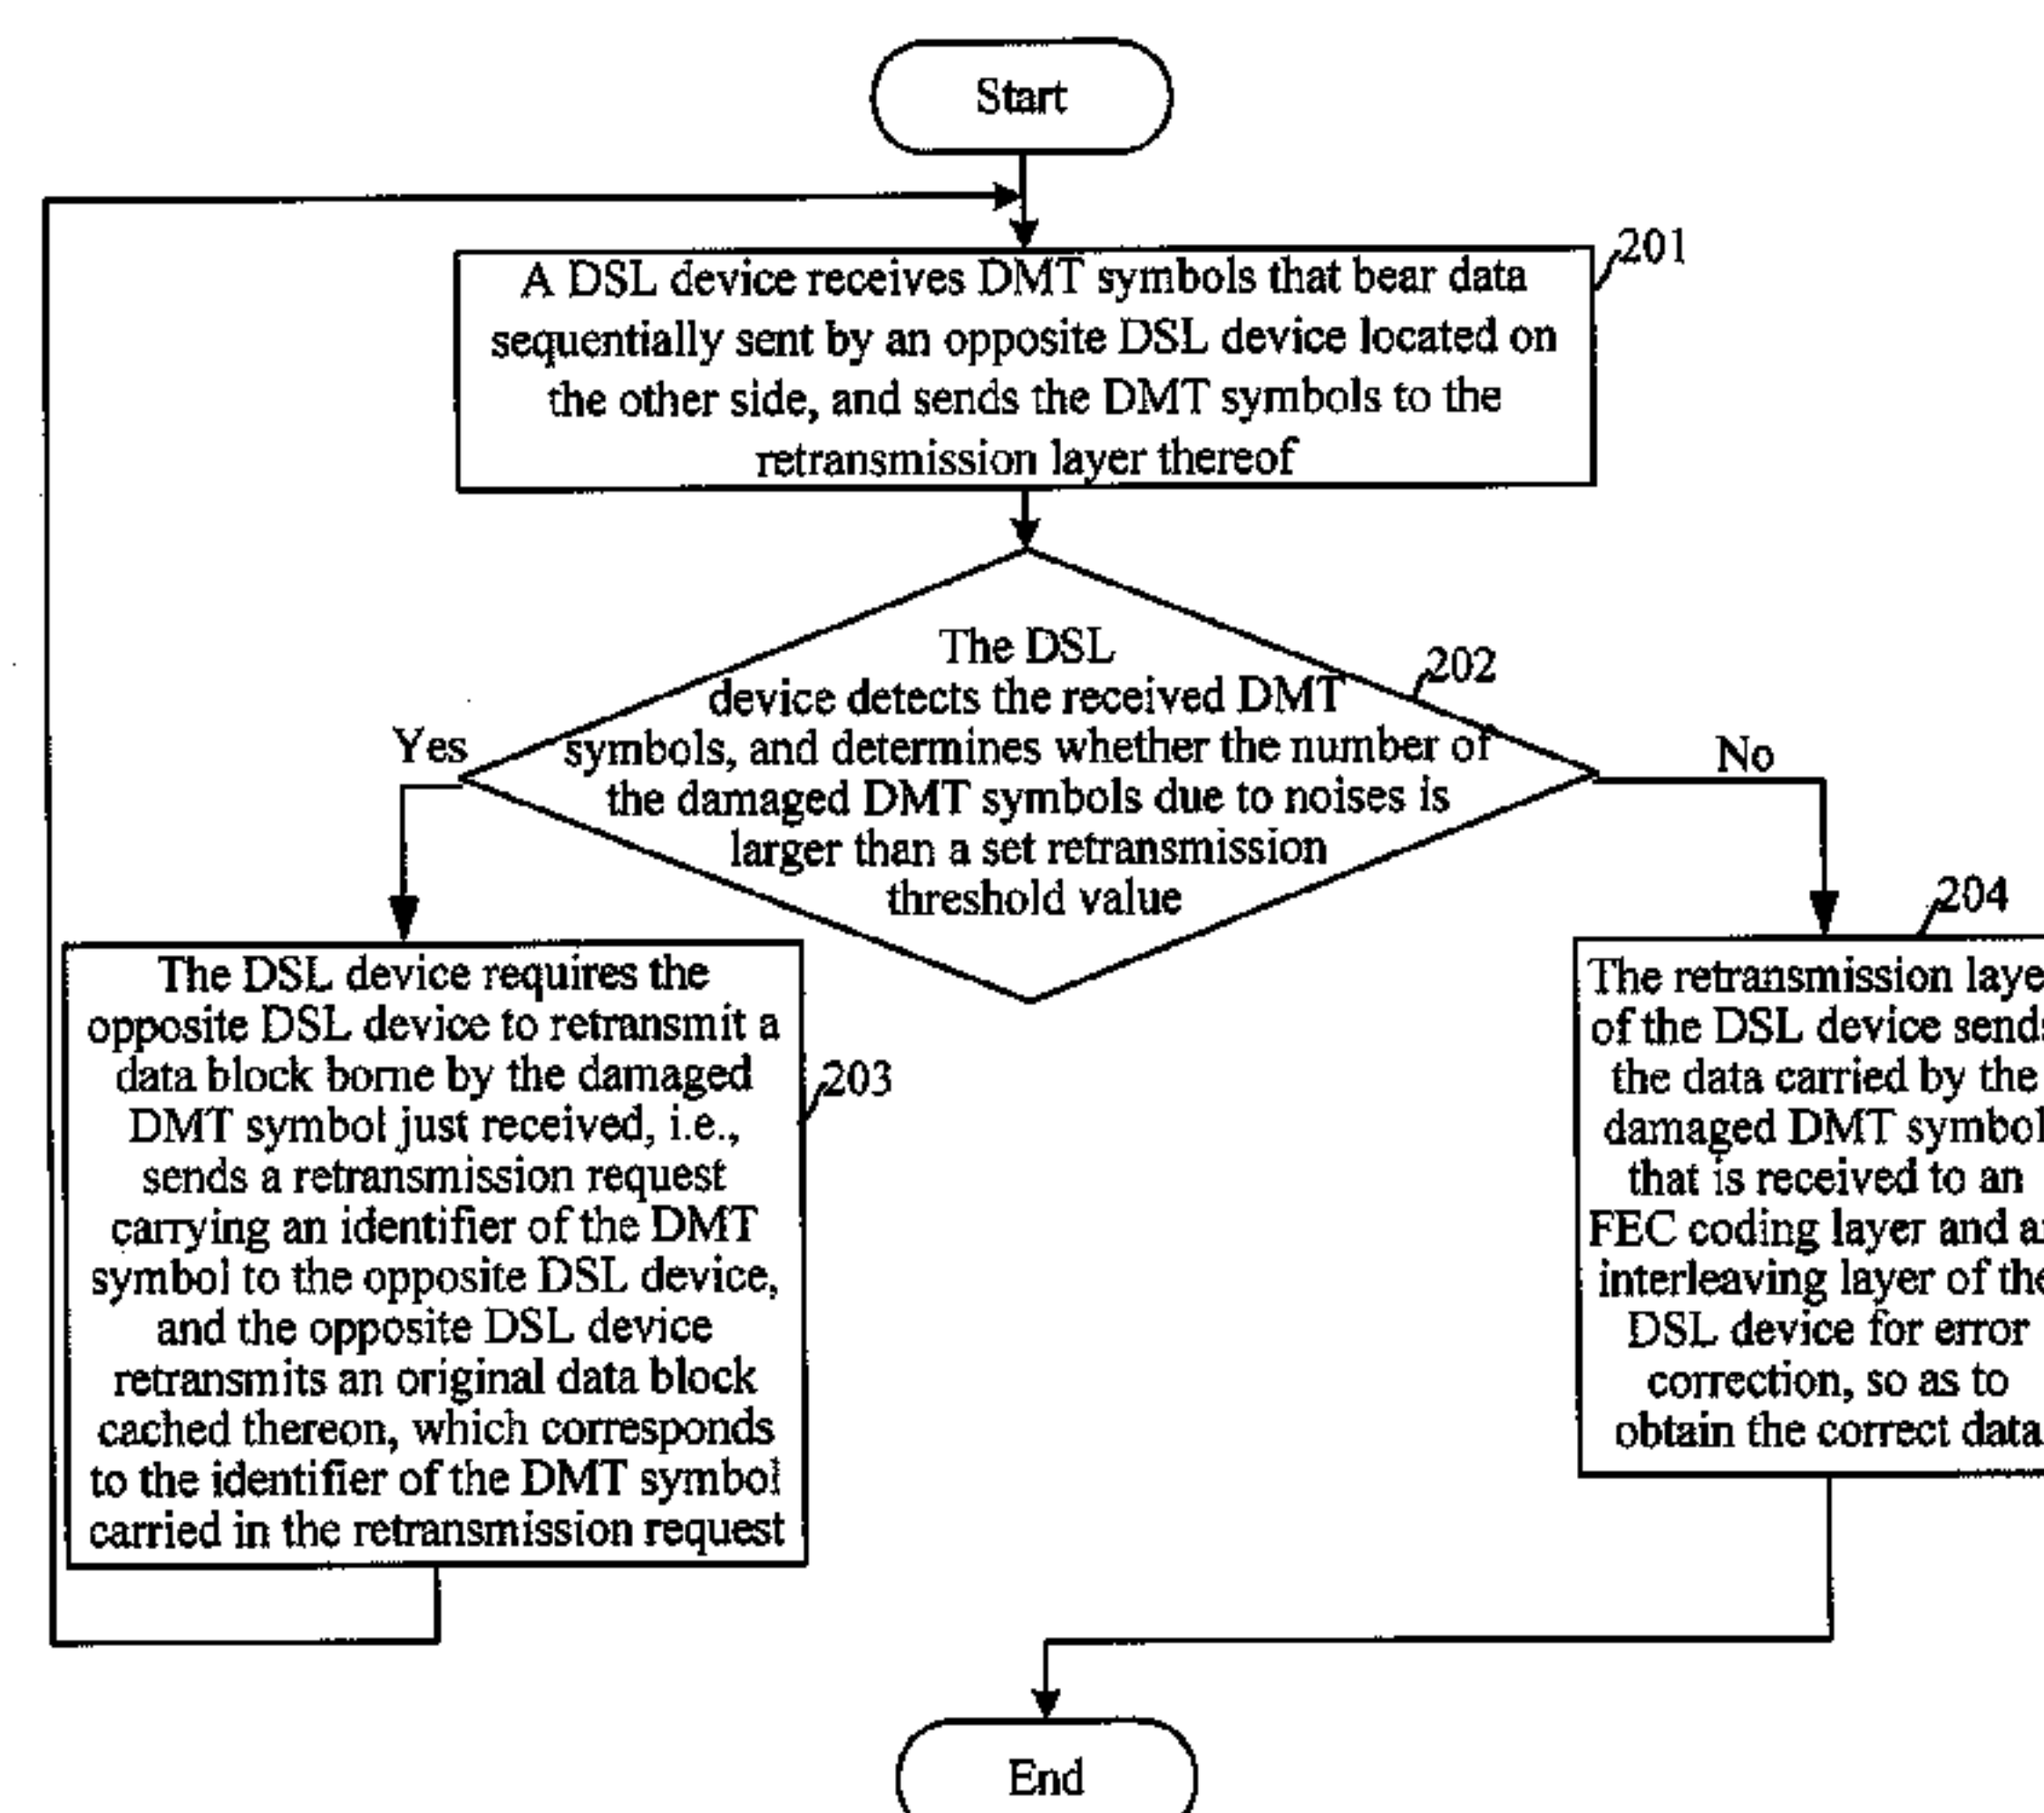 Start
201
A DSL device receives DMT symbols that bear data
sequentially sent by an opposite DSL device located on
the other side, and sends the DMT symbols to the
retransmission layer thereof
202
The DSL
device detects the received DMT
symbols, and determines whether the number of
the damaged DMT symbols due to noises is
larger than a set retransmission
threshold value
Yes
No
203
The DSL device requires the
opposite DSL device to retransmit a
data block borne by the damaged
DMT symbol just received, i.e.,
sends a retransmission request
carrying an identifier of the DMT
symbol to the opposite DSL device,
and the opposite DSL device
retransmits an original data block
cached thereon, which corresponds
to the identifier of the DMT symbol
carried in the retransmission request
204
The retransmission laye
of the DSL device sends
the data carried by the
damaged DMT symbol
that is received to an
FEC coding layer and a
interleaving layer of the
DSL device for error
correction, so as to
obtain the correct data
End